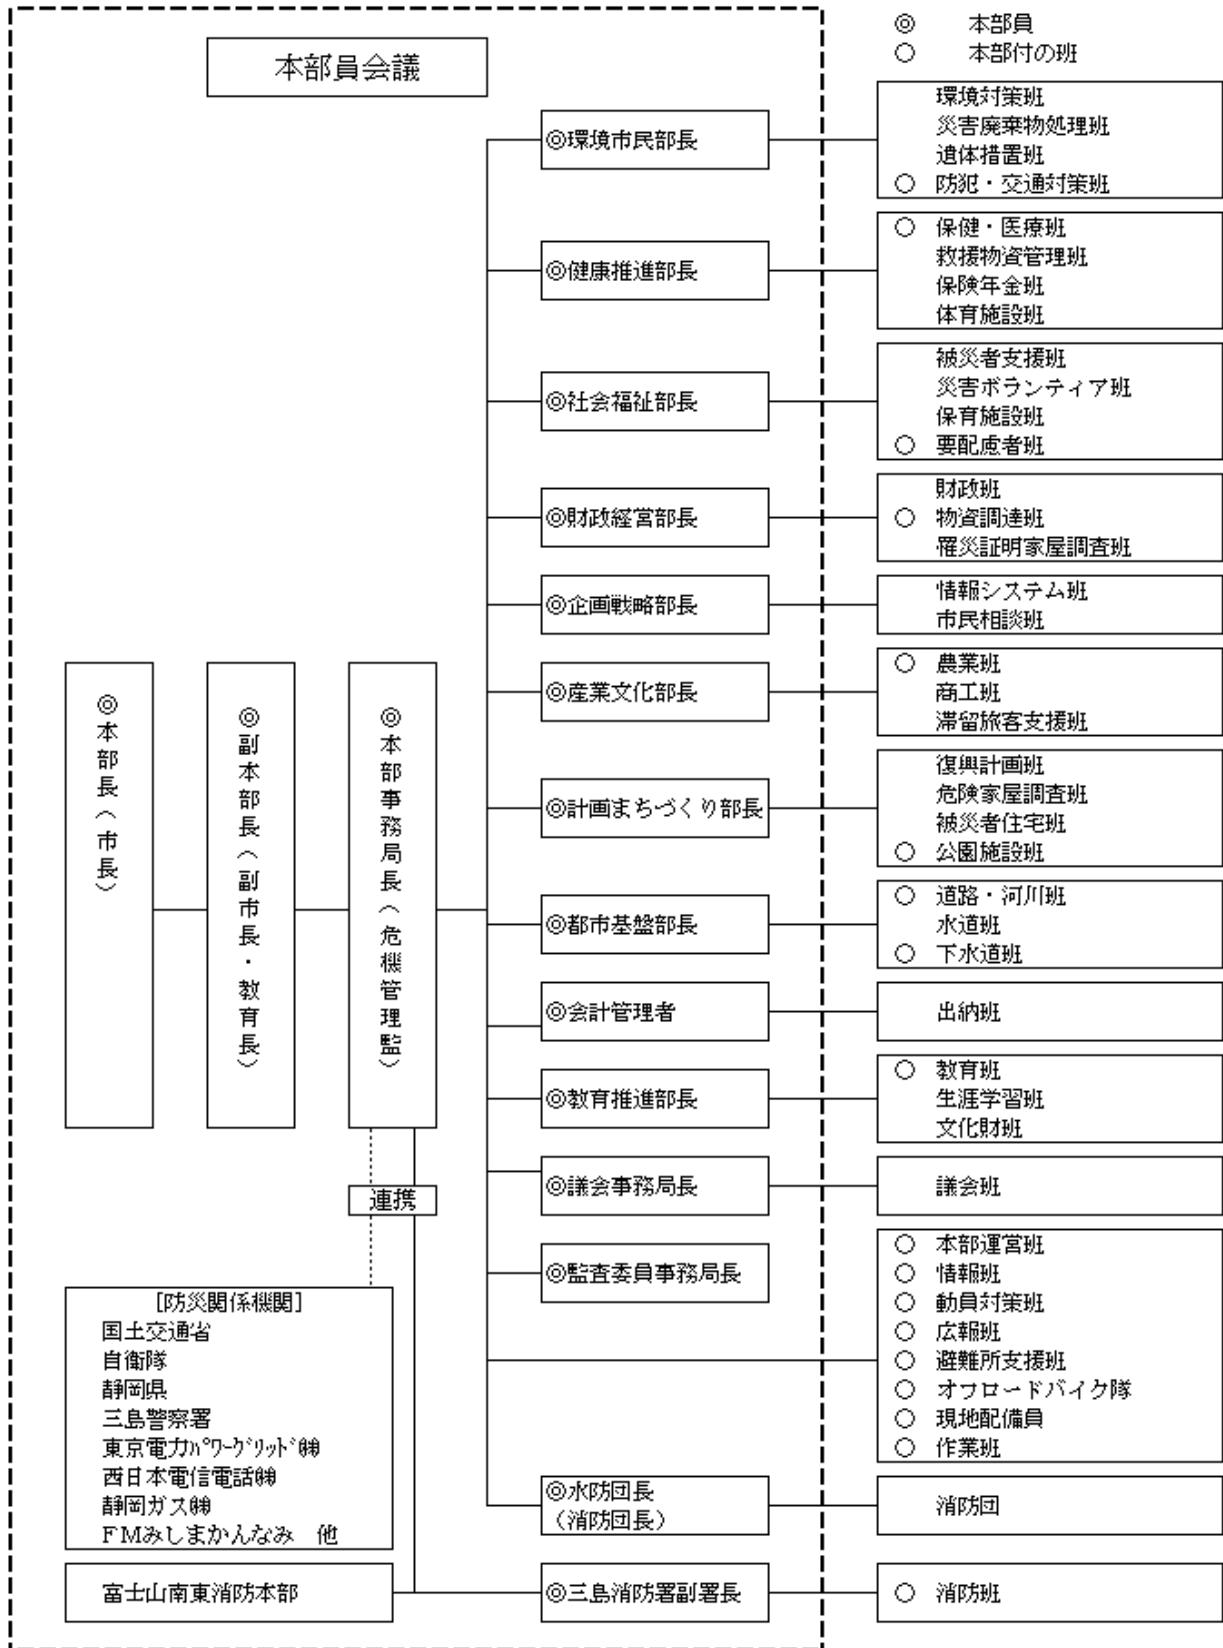 ◎ 本部員
○ 本部付の班
本部員会議
◎環境市民部長
環境対策班
災害廃棄物処理班
遺体措置班
○ 防犯・交通対策班
◎健康推進部長
○ 保健・医療班
救援物資管理班
保険年金班
体育施設班
◎社会福祉部長
被災者支援班
災害ボランティア班
保育施設班
○ 要配慮者班
◎財政経営部長
財政班
○ 物資調達班
罹災証明家屋調査班
◎企画戦略部長
情報システム班
市民相談班
◎産業文化部長
○ 農業班
商工班
滞留旅客支援班
◎本部長(市長)
◎副本部長(副市長・教育長)
◎本部事務局長(危機管理監)
◎計画まちづくり部長
復興計画班
危険家屋調査班
被災者住宅班
○ 公園施設班
◎都市基盤部長
○ 道路・河川班
水道班
○ 下水道班
◎会計管理者
出納班
◎教育推進部長
○ 教育班
生涯学習班
文化財班
◎議会事務局長
議会班
連携
◎監査委員事務局長
○ 本部運営班
○ 情報班
○ 動員対策班
○ 広報班
○ 避難所支援班
○ オフロードバイク隊
○ 現地配備員
○ 作業班
[防災関係機関]
国土交通省
自衛隊
静岡県
三島警察署
東京電力パワーグリッド㈱
西日本電信電話㈱
静岡ガス㈱
FMみしまかんなみ 他
◎水防団長
(消防団長)
消防団
富士山南東消防本部
◎三島消防署副署長
○ 消防班